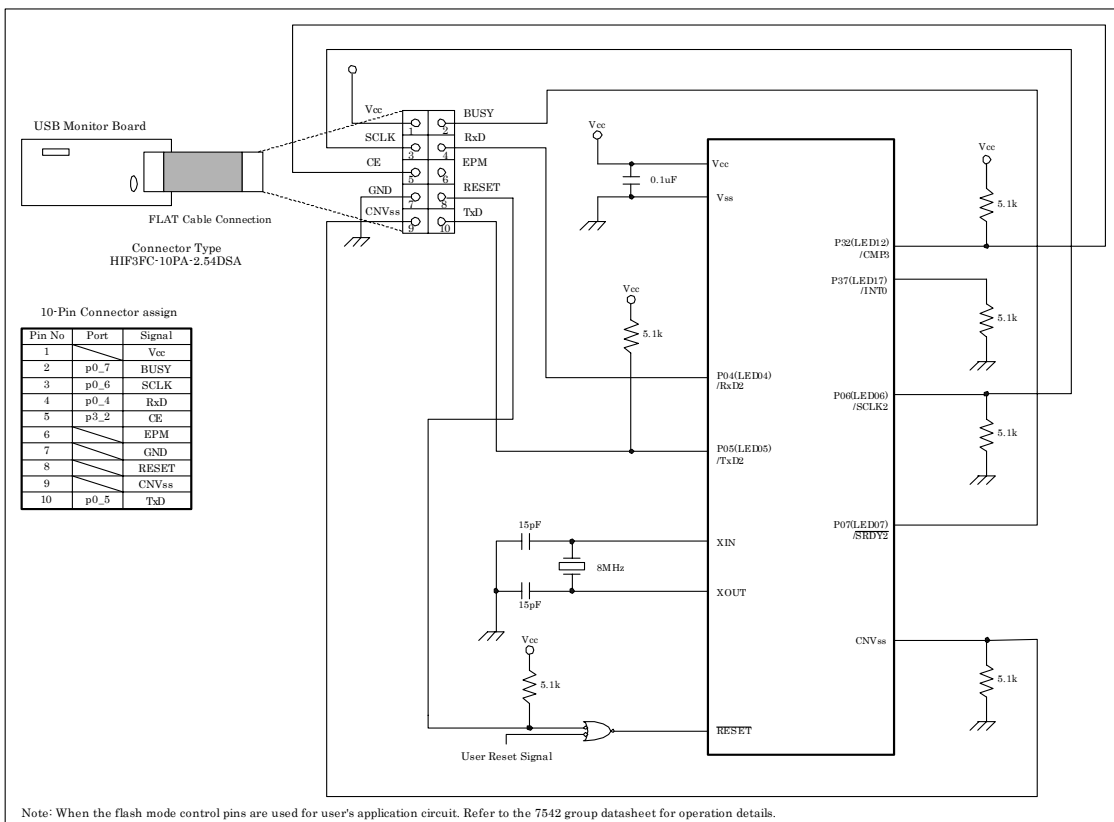 Vcc
BUSY
1
2
SCLK
RxD
3
4
CE
EPM
5
6
GND
RESET
7
8
CNVss
TxD
9
10
USB Monitor Board
FLAT Cable Connection
Connector Type
HIF3FC-10PA-2.54DSA
10-Pin Connector assign
Pin No Port Signal
1 Vcc
2 p0_7 BUSY
3 p0_6 SCLK
4 p0_4 RxD
5 p3_2 CE
6 EPM
7 GND
8 RESET
9 CNVss
10 p0_5 TxD
Vcc
0.1uF
Vcc
Vss
Vcc
5.1k
P32(LED12)
/CMP3
P37(LED17)
/INT0
5.1k
Vcc
5.1k
P04(LED04)
/RxD2
P06(LED06)
/SCLK2
5.1k
P05(LED05)
/TxD2
P07(LED07)
/SRDY2
15pF
XIN
8MHz
XOUT
15pF
CNVss
5.1k
Vcc
5.1k
RESET
User Reset Signal
Note: When the flash mode control pins are used for user's application circuit. Refer to the 7542 group datasheet for operation details.